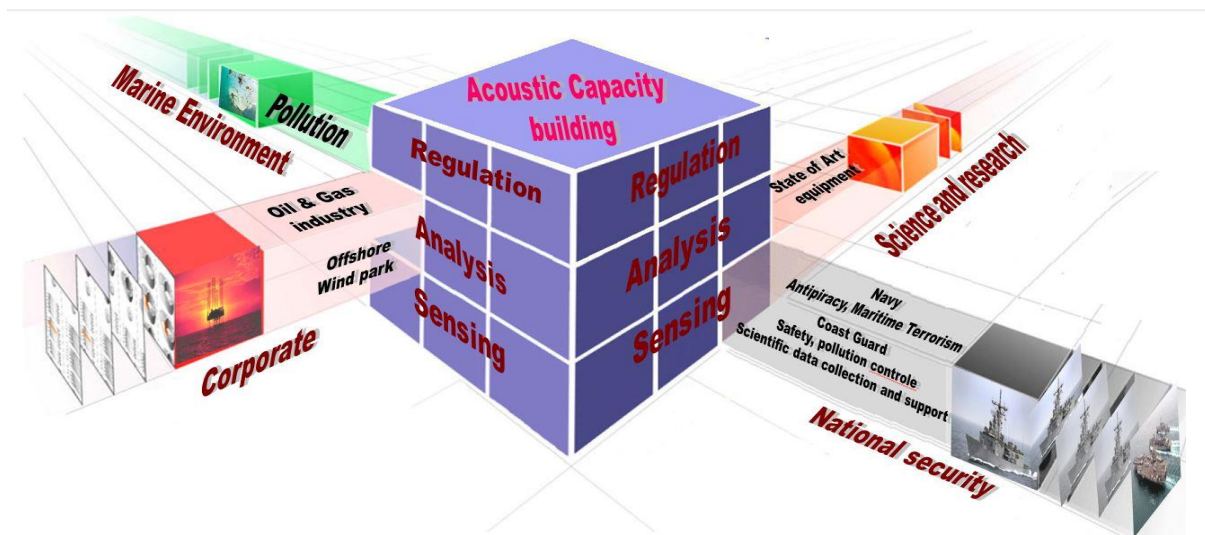 Acoustic Capacity
building
Regulation
Analysis
Sensing
Regulation
Analysis
Sensing
Pollution
Marine Environment
Oil & Gas
industry
Offshore
Wind park
Corporate
State of Art
equipment
Science and research
Navy
Antipiracy, Maritime Terrorism
Coast Guard
Safety, pollution controle
Scientific data collection and support
National security